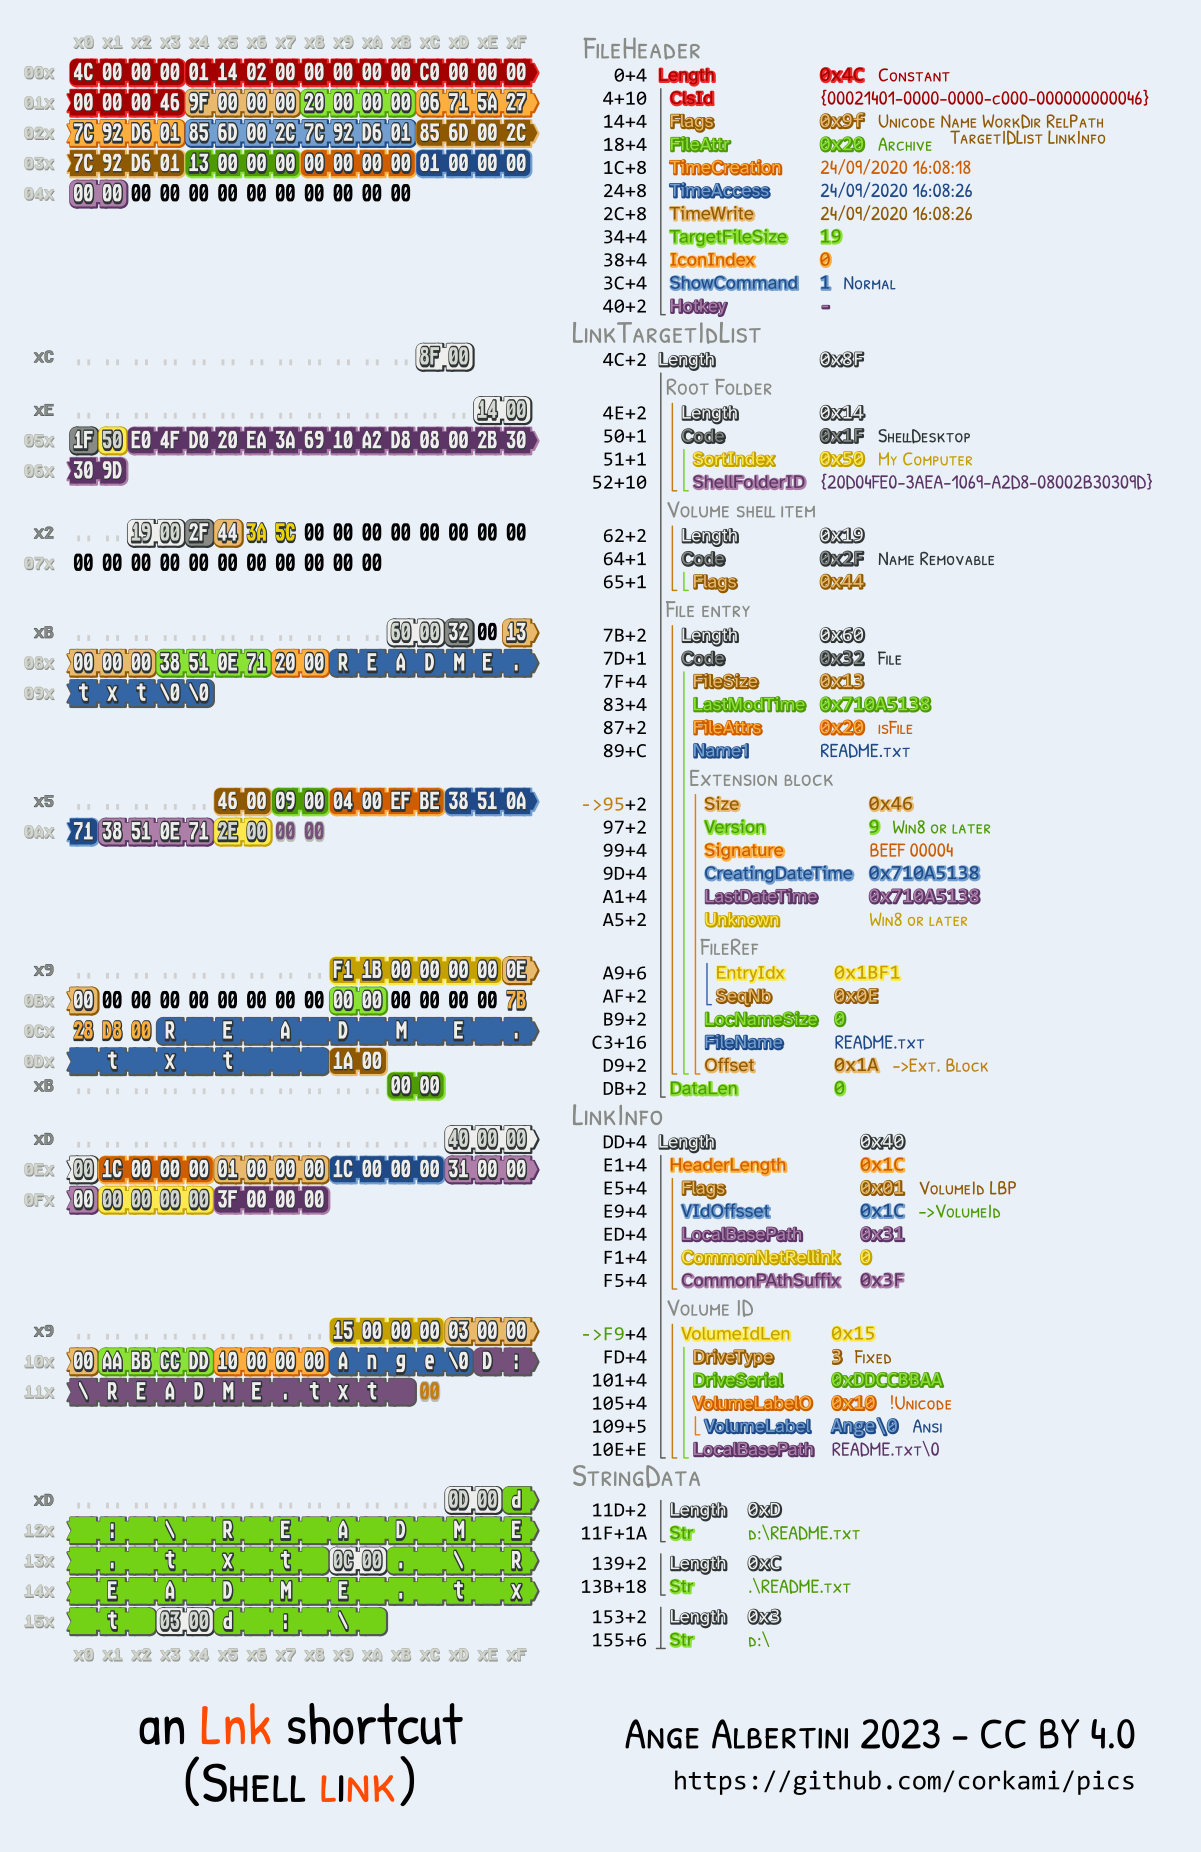 x0 x1 x2 x3 x4 x5 x6 x7 x8 x9 xA xB xC xD xE xF
00x 4C 00 00 00 01 14 02 00 00 00 00 00 C0 00 00 00
01x 00 00 00 46 9F 00 00 00 20 00 00 00 06 71 5A 27
02x 7C 92 D6 01 85 6D 00 2C 7C 92 D6 01 85 6D 00 2C
03x 7C 92 D6 01 13 00 00 00 00 00 00 00 01 00 00 00
04x 00 00 00 00 00 00 00 00 00 00 00 00
FileHeader
0+4 Length 0x4C Constant
4+10 ClsId {00021401-0000-0000-c000-000000000046}
14+4 Flags 0x9f Unicode Name WorkDir RelPath
TargetIDList LinkInfo
18+4 FileAttr 0x20 Archive
1C+8 TimeCreation 24/09/2020 16:08:18
24+8 TimeAccess 24/09/2020 16:08:26
2C+8 TimeWrite 24/09/2020 16:08:26
34+4 TargetFileSize 19
38+4 IconIndex 0
3C+4 ShowCommand 1 Normal
40+2 Hotkey -
LinkTargetIdList
xC .. .. .. .. .. .. .. .. .. .. .. .. 8F 00
4C+2 Length 0x8F
Root Folder
xE .. .. .. .. .. .. .. .. .. .. .. .. .. .. 14 00
05x 1F 50 E0 4F D0 20 EA 3A 69 10 A2 D8 08 00 2B 30
06x 30 9D
4E+2 Length 0x14
50+1 Code 0x1F ShellDesktop
51+1 SortIndex 0x50 My Computer
52+10 ShellFolderID {20D04FE0-3AEA-1069-A2D8-08002B30309D}
Volume shell item
x2 .. .. 19 00 2F 44 3A 5C 00 00 00 00 00 00 00 00
07x 00 00 00 00 00 00 00 00 00 00 00
62+2 Length 0x19
64+1 Code 0x2F Name Removable
65+1 Flags 0x44
File entry
xB .. .. .. .. .. .. .. .. .. .. .. 60 00 32 00 13
08x 00 00 00 38 51 0E 71 20 00 R E A D M E .
09x t x t \0 \0
7B+2 Length 0x60
7D+1 Code 0x32 File
7F+4 FileSize 0x13
83+4 LastModTime 0x710A5138
87+2 FileAttrs 0x20 isFile
89+C Name1 README.txt
Extension block
x5 .. .. .. .. .. 46 00 09 00 04 00 EF BE 38 51 0A
0Ax 71 38 51 0E 71 2E 00 00 00
->95+2 Size 0x46
97+2 Version 9 Win8 or later
99+4 Signature BEEF 00004
9D+4 CreatingDateTime 0x710A5138
A1+4 LastDateTime 0x710A5138
A5+2 Unknown Win8 or later
FileRef
x9 .. .. .. .. .. .. .. .. .. F1 1B 00 00 00 00 0E
0Bx 00 00 00 00 00 00 00 00 00 00 00 00 00 00 00 7B
0Cx 28 D8 00 R E A D M E .
0Dx t x t 1A 00
xB .. .. .. .. .. .. .. .. .. .. .. 00 00
A9+6 EntryIdx 0x1BF1
AF+2 SeqNb 0x0E
B9+2 LocNameSize 0
C3+16 FileName README.txt
D9+2 Offset 0x1A ->Ext. Block
DB+2 DataLen 0
LinkInfo
xD .. .. .. .. .. .. .. .. .. .. .. .. .. 40 00 00
0Ex 00 1C 00 00 00 01 00 00 00 1C 00 00 00 31 00 00
0Fx 00 00 00 00 00 3F 00 00 00
DD+4 Length 0x40
E1+4 HeaderLength 0x1C
E5+4 Flags 0x01 VolumeId LBP
E9+4 VIdOffsset 0x1C ->VolumeId
ED+4 LocalBasePath 0x31
F1+4 CommonNetRellink 0
F5+4 CommonPAthSuffix 0x3F
Volume ID
x9 .. .. .. .. .. .. .. .. .. 15 00 00 00 03 00 00
10x 00 AA BB CC DD 10 00 00 00 A n g e \0 D :
11x \ R E A D M E . t x t 00
->F9+4 VolumeIdLen 0x15
FD+4 DriveType 3 Fixed
101+4 DriveSerial 0xDDCCBBAA
105+4 VolumeLabelO 0x10 !Unicode
109+5 VolumeLabel Ange\0 Ansi
10E+E LocalBasePath README.txt\0
StringData
xD .. .. .. .. .. .. .. .. .. .. .. .. .. 0D 00 d
12x : \ R E A D M E
13x . t x t 0C 00 . \ R
14x E A D M E . t x
15x t 03 00 d : \
x0 x1 x2 x3 x4 x5 x6 x7 x8 x9 xA xB xC xD xE xF
11D+2 Length 0xD
11F+1A Str d:\README.txt
139+2 Length 0xC
13B+18 Str .\README.txt
153+2 Length 0x3
155+6 Str d:\
an Lnk shortcut
(Shell link)
Ange Albertini 2023 - CC BY 4.0
https://github.com/corkami/pics